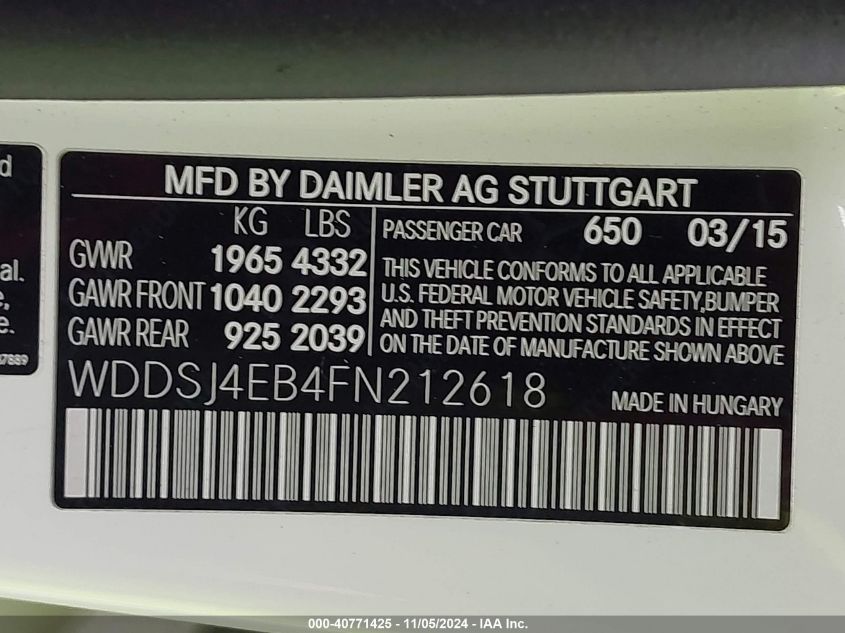 MFD BY DAIMLER AG STUTTGART
KG LBS
GVWR 1965 4332
GAWR FRONT 1040 2293
GAWR REAR 925 2039
PASSENGER CAR 650 03/15
THIS VEHICLE CONFORMS TO ALL APPLICABLE
U.S. FEDERAL MOTOR VEHICLE SAFETY,BUMPER
AND THEFT PREVENTION STANDARDS IN EFFECT
ON THE DATE OF MANUFACTURE SHOWN ABOVE
WDDSJ4EB4FN212618
MADE IN HUNGARY
000-40771425 - 11/05/2024 - IAA Inc.